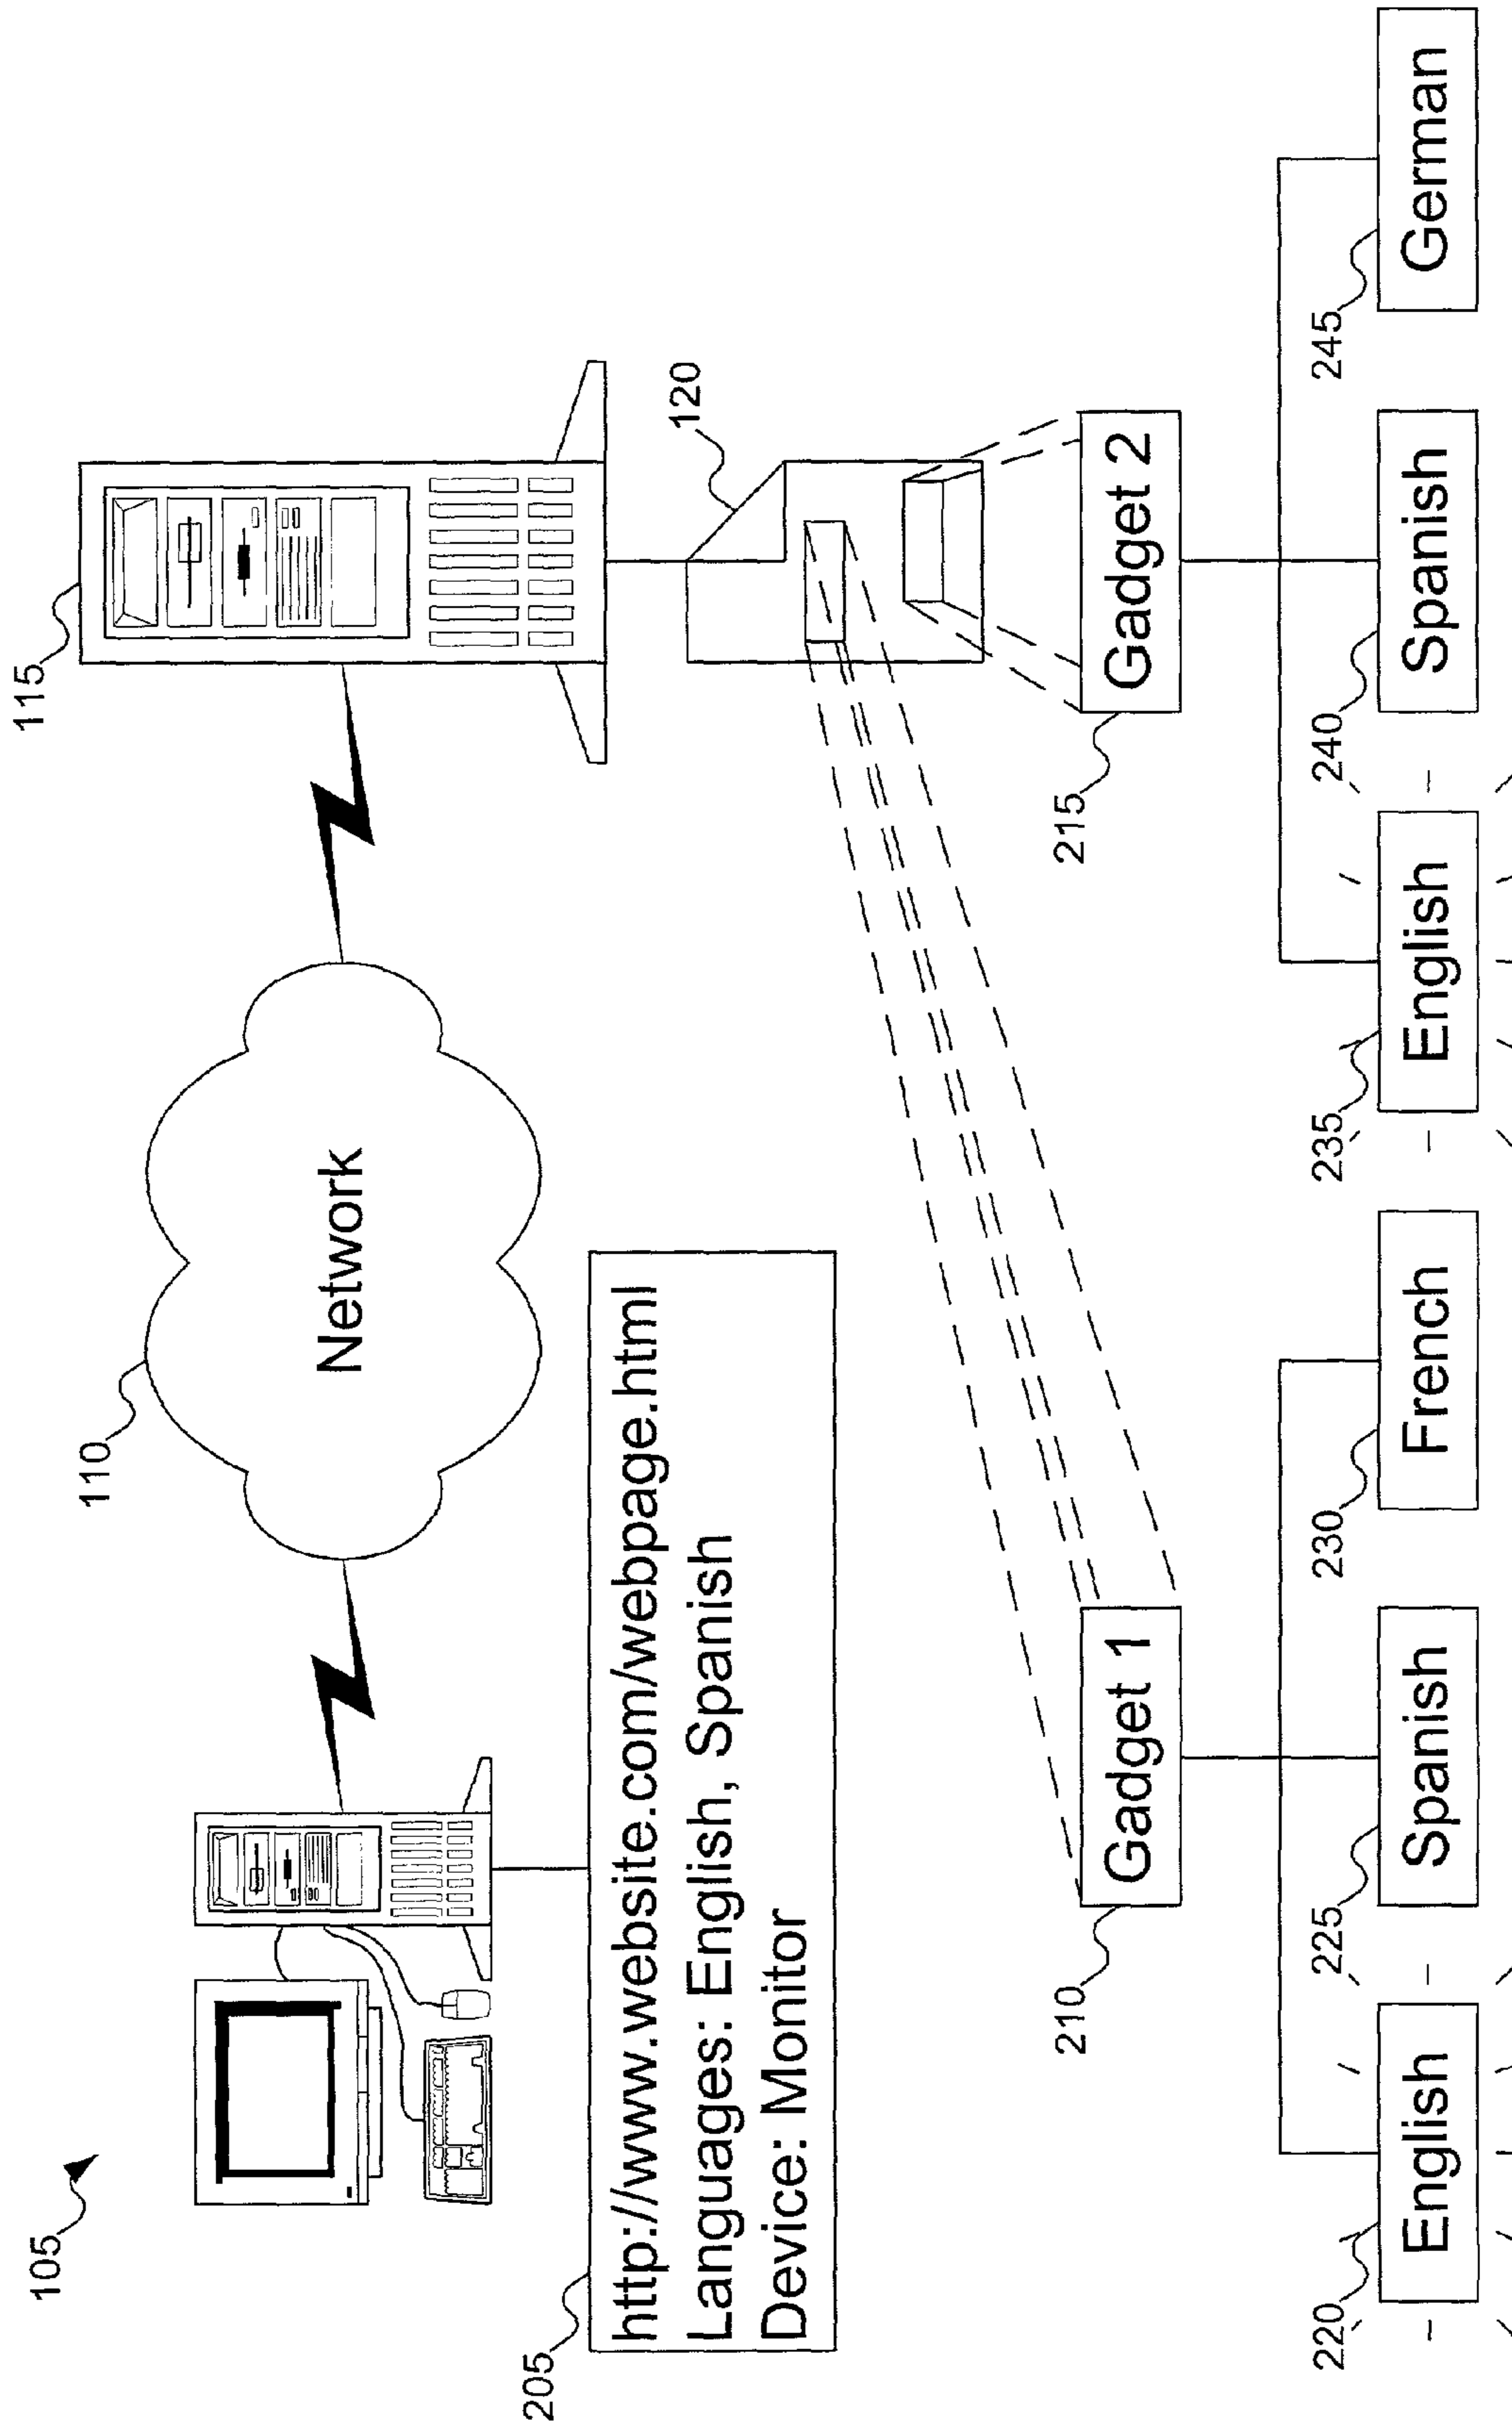 105
110
115
Network
205
http://www.website.com/webpage.html
Languages: English, Spanish
Device: Monitor
120
210
Gadget 1
215
Gadget 2
220
English
225
Spanish
230
French
235
English
240
Spanish
245
German